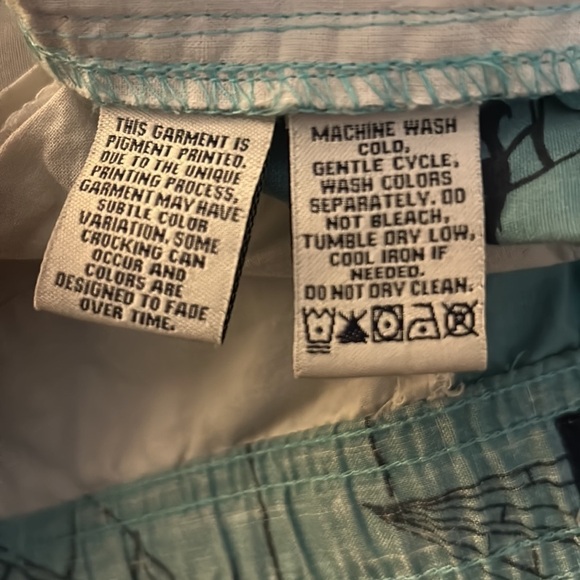 THIS GARMENT IS
PIGMENT PRINTED.
DUE TO THE UNIQUE
PRINTING PROCESS,
GARMENT MAY HAVE
SUBTLE COLOR
VARIATION. SOME
CROCKING CAN
OCCUR AND
COLORS ARE
DESIGNED TO FADE
OVER TIME.
MACHINE WASH
COLD,
GENTLE CYCLE,
WASH COLORS
SEPARATELY. DO
NOT BLEACH,
TUMBLE DRY LOW,
COOL IRON IF
NEEDED.
DO NOT DRY CLEAN.